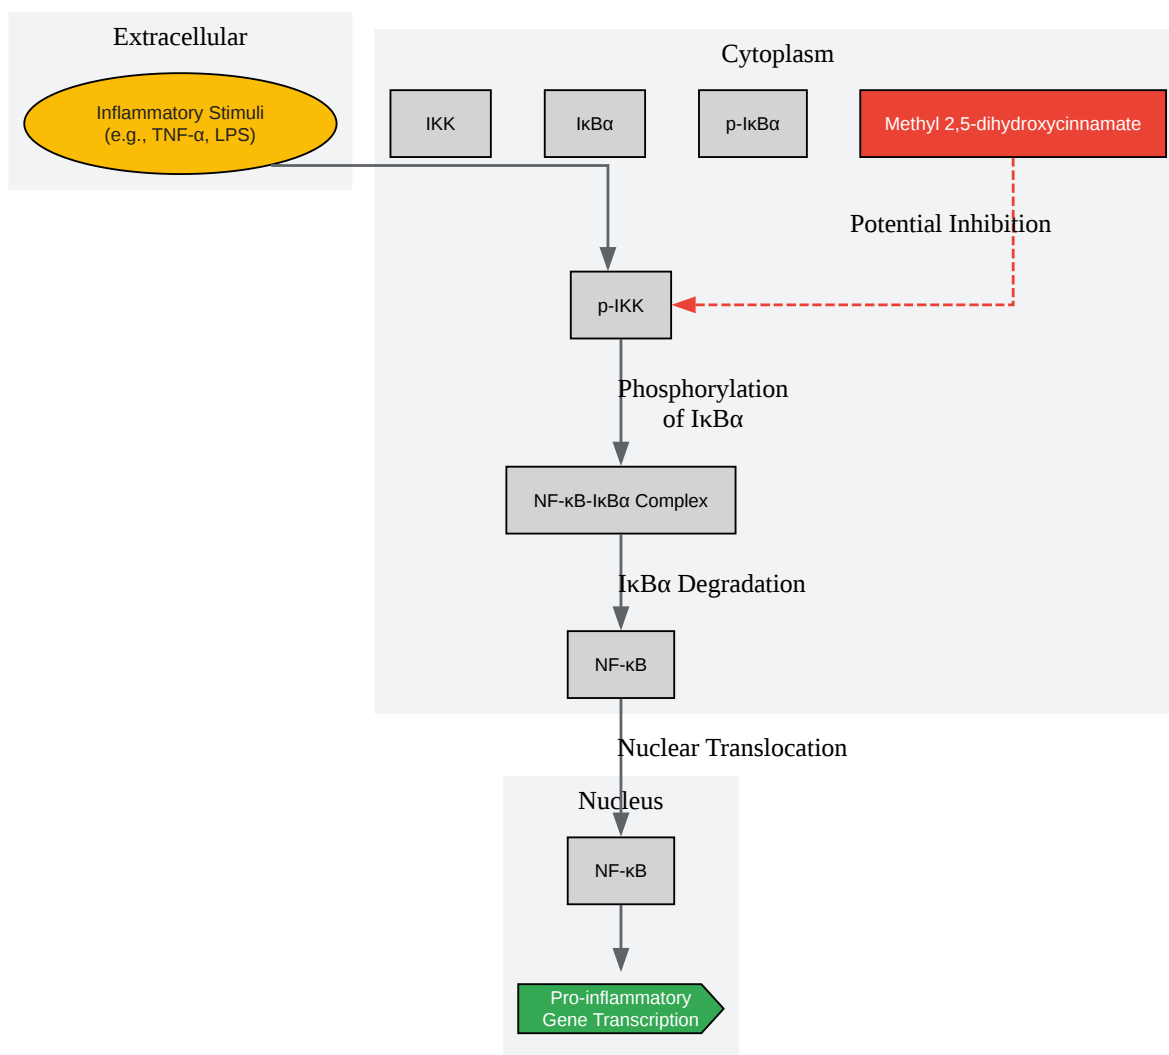 Extracellular
Cytoplasm
Inflammatory Stimuli
(e.g., TNF-α, LPS)
IKK
IκBα
p-IκBα
Methyl 2,5-dihydroxycinnamate
Potential Inhibition
p-IKK
Phosphorylation
of IκBα
NF-κB-IκBα Complex
IκBα Degradation
NF-κB
Nuclear Translocation
Nucleus
NF-κB
Pro-inflammatory
Gene Transcription